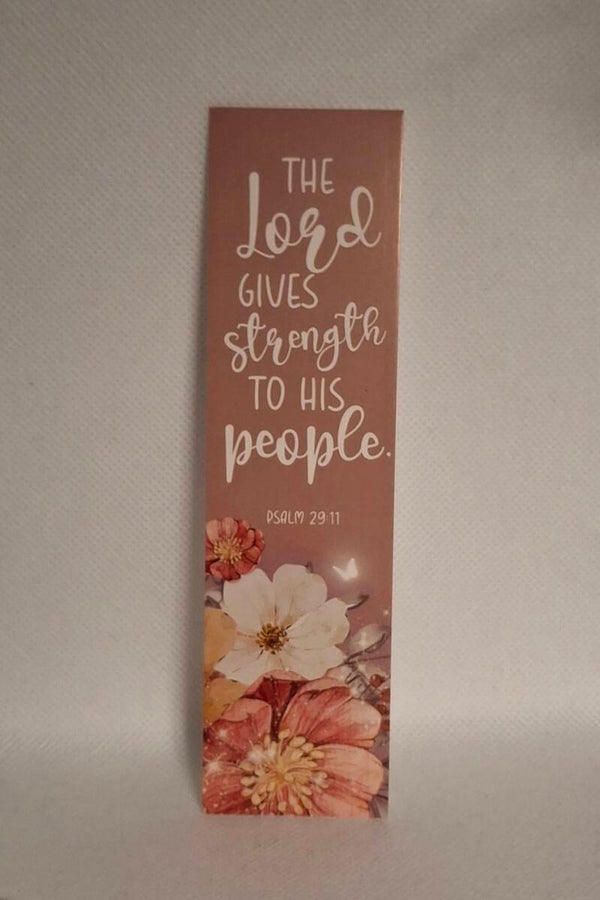 THE
Lord
GIVES
strength
TO HIS
people.
PSALM 29:11